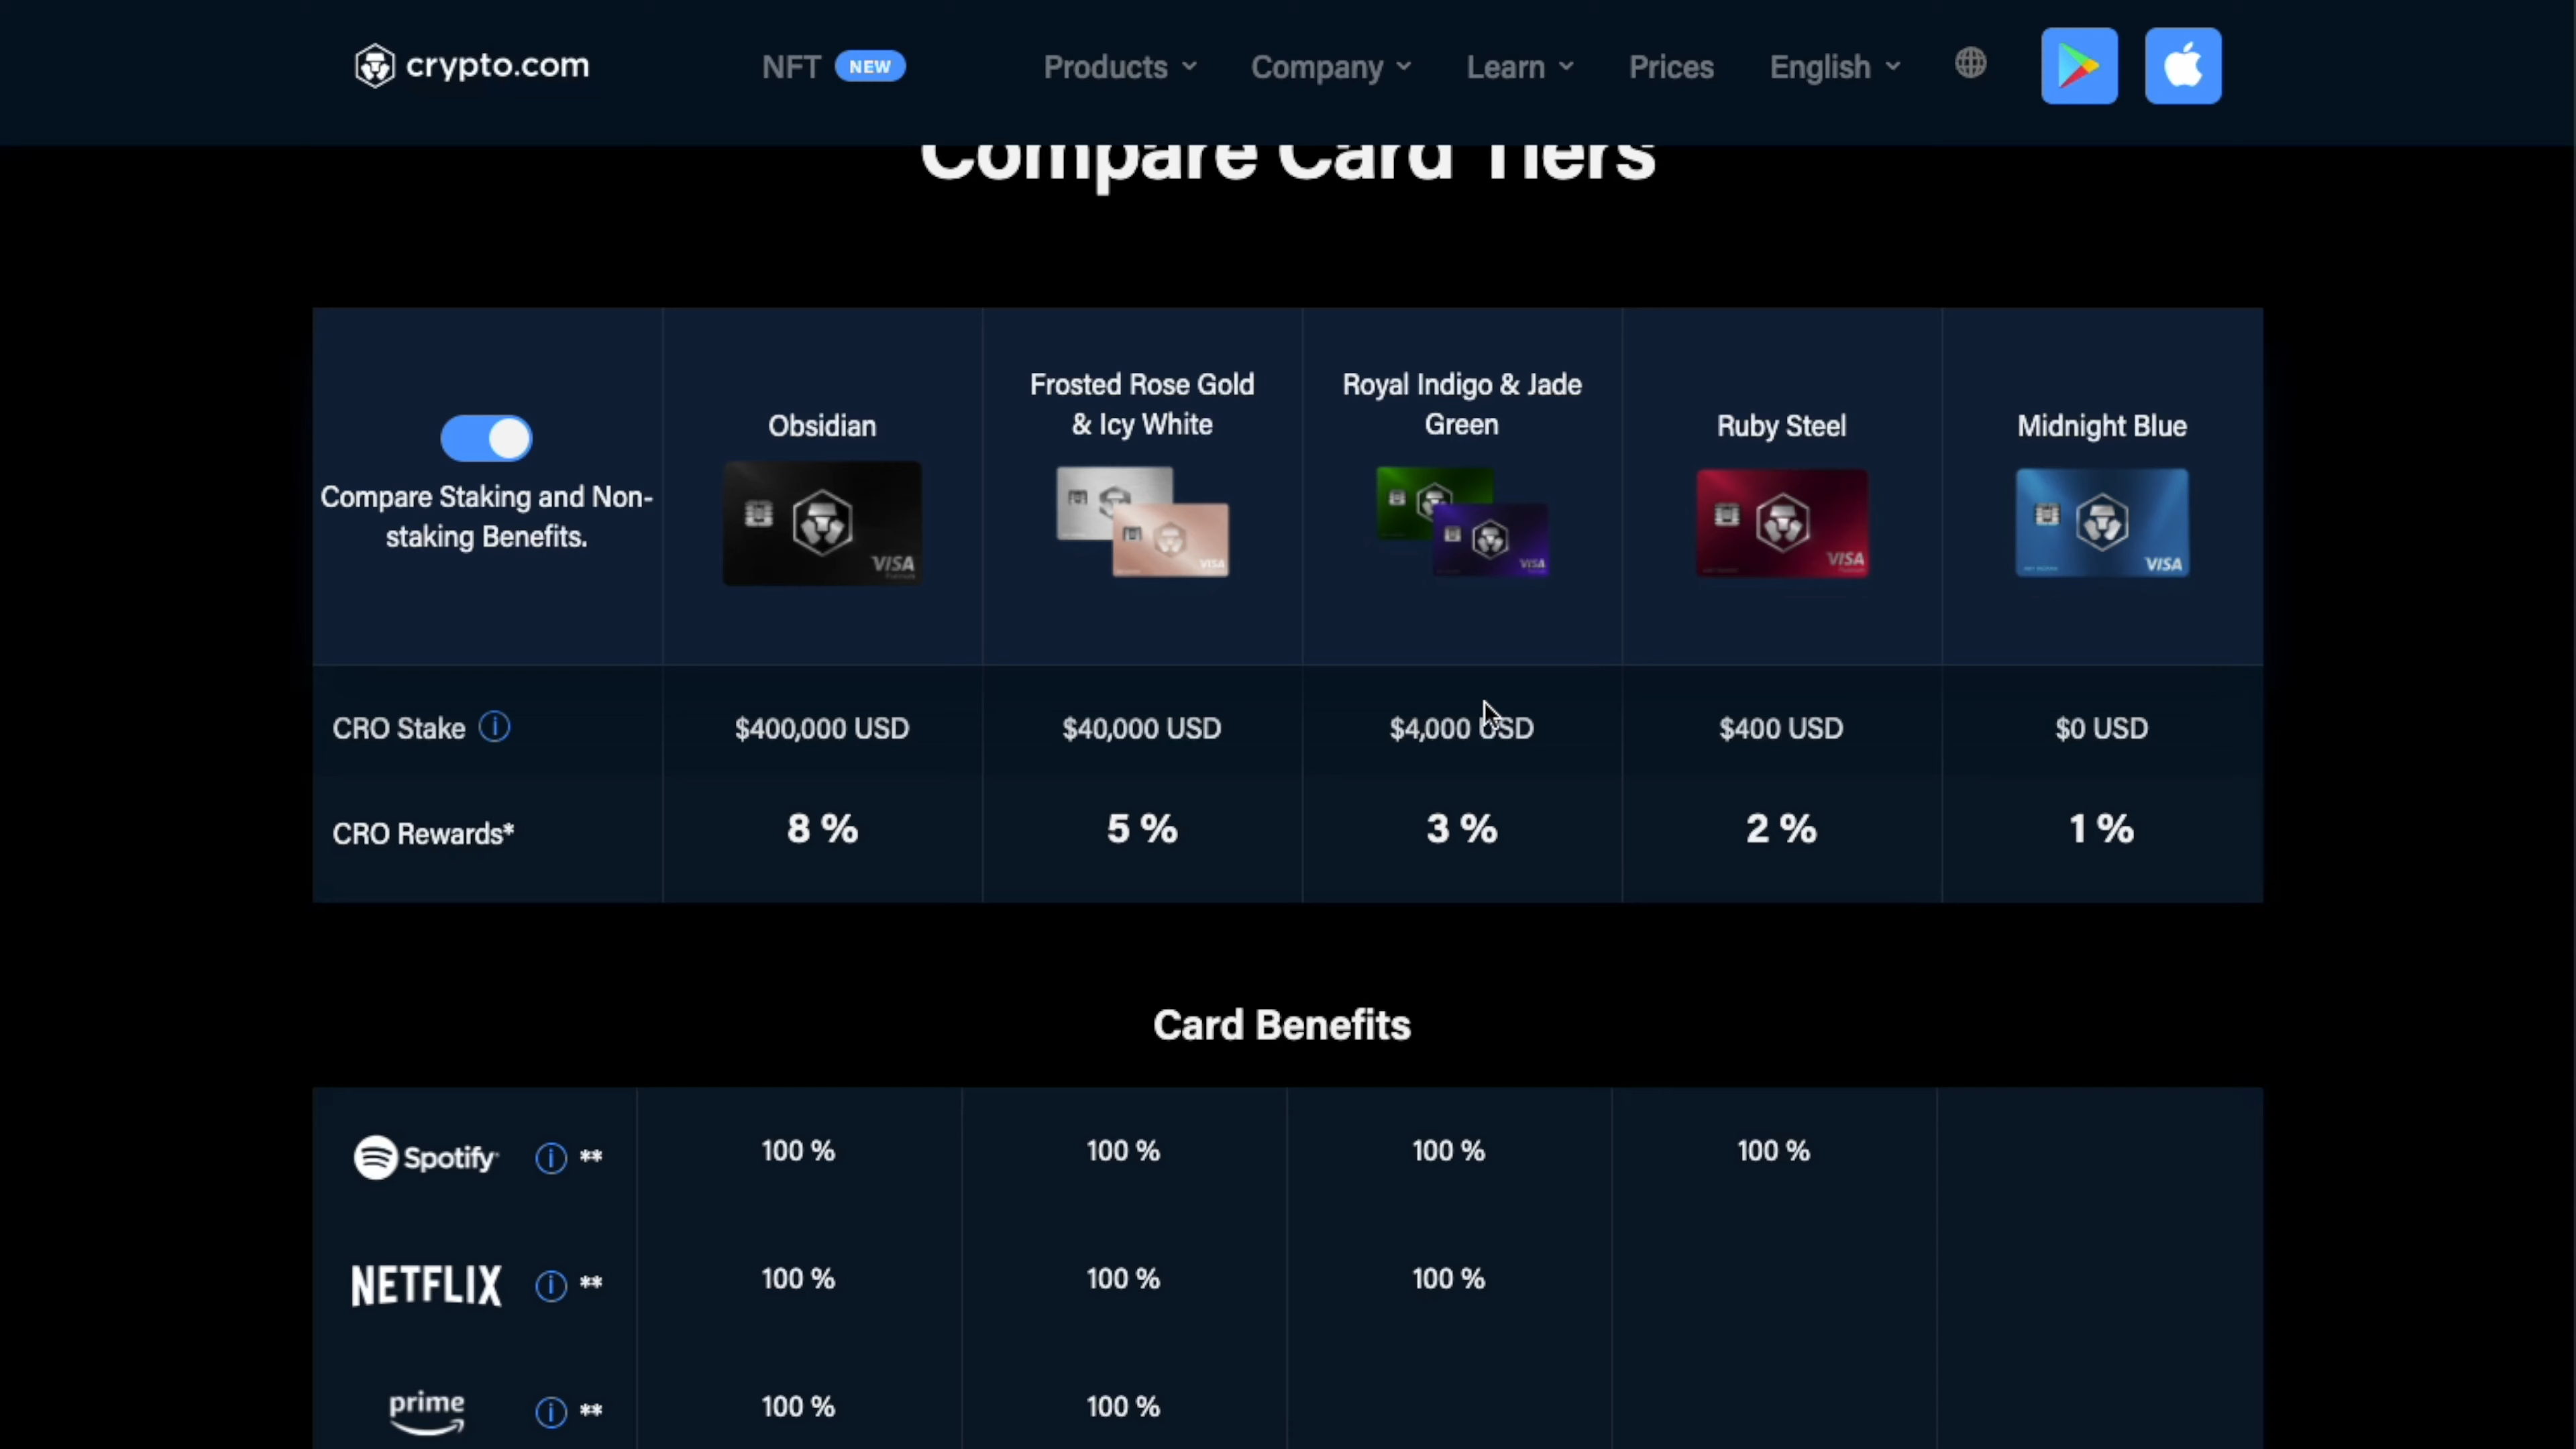 crypto.com
NFT NEW Products Company Learn Prices English
Compare Card Tiers
Compare Staking and Non-
staking Benefits.
Obsidian
VISA
Frosted Rose Gold
& Icy White
VISA
Royal Indigo & Jade
Green
VISA
Ruby Steel
VISA
Midnight Blue
VISA
CRO Stake $400,000 USD $40,000 USD $4,000 USD $400 USD $0 USD
CRO Rewards* 8 % 5 % 3 % 2 % 1 %
Card Benefits
Spotify ** 100 % 100 % 100 % 100 %
NETFLIX ** 100 % 100 % 100 %
prime ** 100 % 100 %